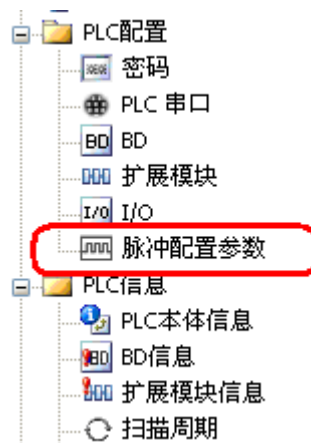 PLC配置
密码
PLC 串口
BD BD
扩展模块
I/O I/O
脉冲配置参数
PLC信息
PLC本体信息
BD BD信息
扩展模块信息
扫描周期